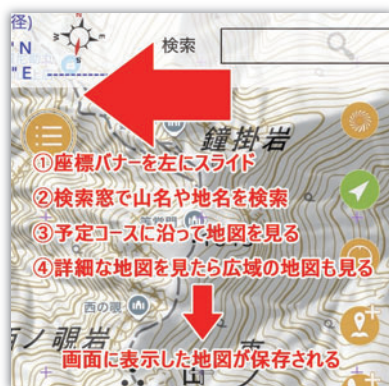 径)
°N
°E
検索
鐘掛岩
①座標バナーを左にスライド
②検索窓で山名や地名を検索
③予定コースに沿って地図を見る
④詳細な地図を見たら広域の地図も見る
西の覗
西ノ覗岩
画面に表示した地図が保存される
山